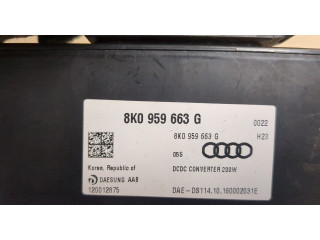 8K0 959 663 G
0022
8K0 959 663 G
H23
055
Korea, Republic of
DCDC CONVERTER 200W
DAESUNG AAB
120012875
DAE-DS114.10.160002031E